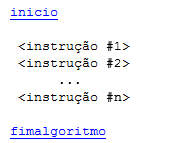 inicio
<instrução #1>
<instrução #2>
...
<instrução #n>
fimalgoritmo